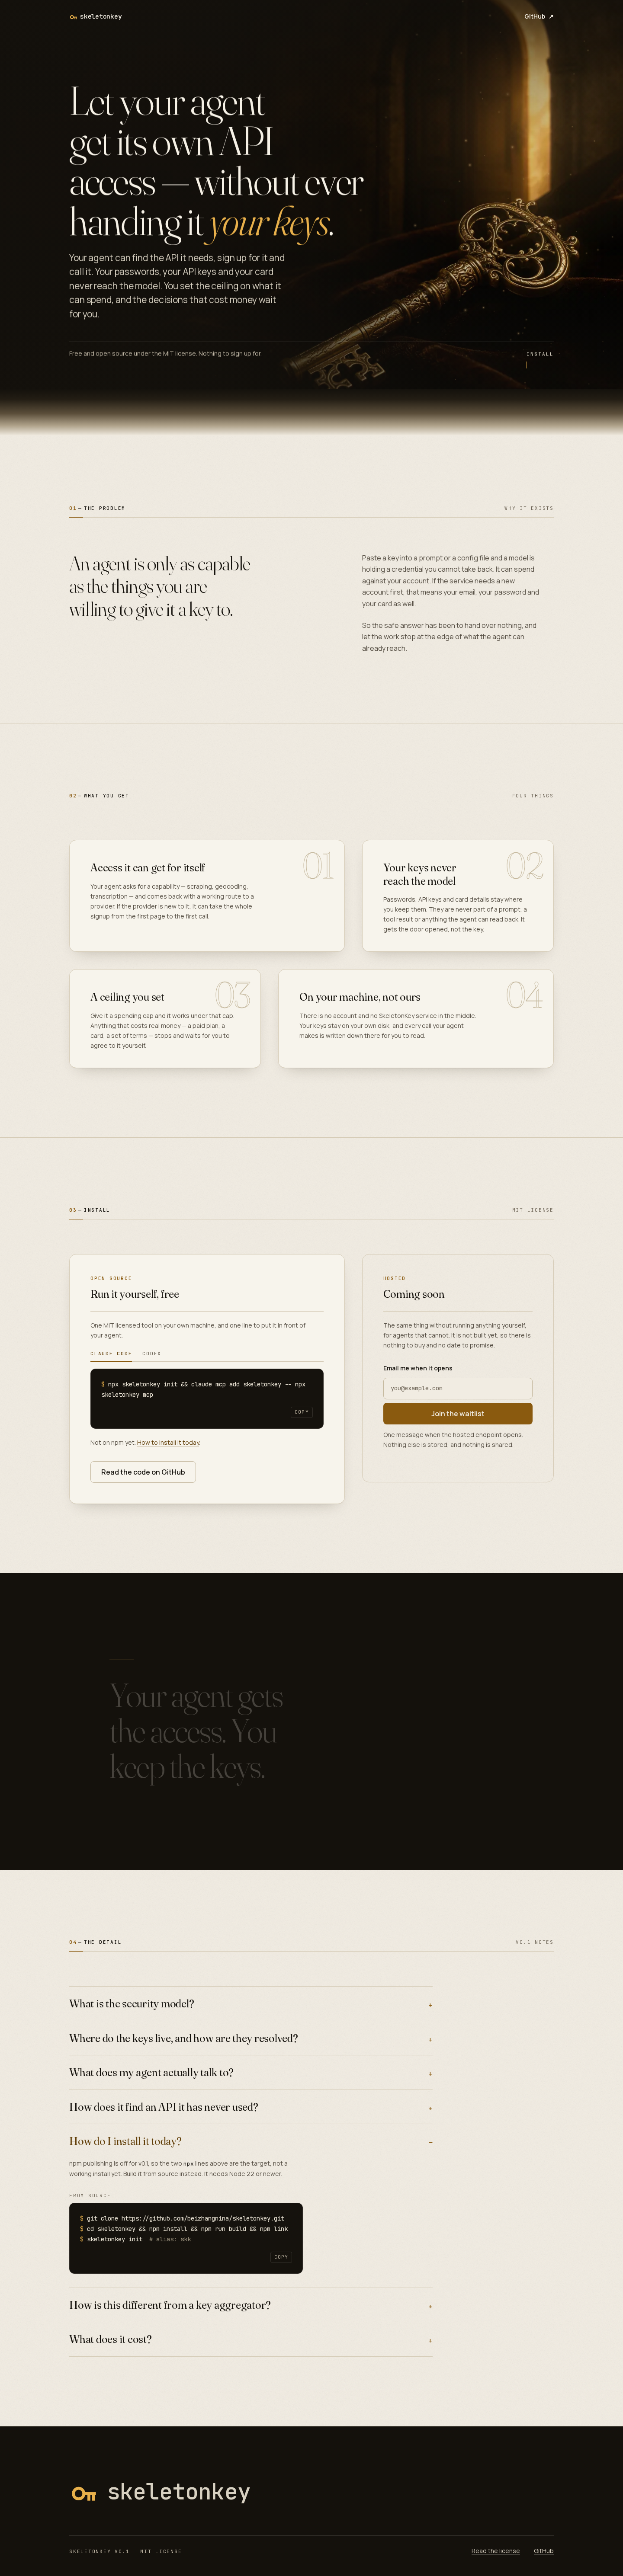 skeletonkey
GitHub ↗
Let your agent
get its own API
access — without ever
handing it your keys.
Your agent can find the API it needs, sign up for it and
call it. Your passwords, your API keys and your card
never reach the model. You set the ceiling on what it
can spend, and the decisions that cost money wait
for you.
Free and open source under the MIT license. Nothing to sign up for.
INSTALL
01 — THE PROBLEM
WHY IT EXISTS
An agent is only as capable
as the things you are
willing to give it a key to.
Paste a key into a prompt or a config file and a model is
holding a credential you cannot take back. It can spend
against your account. If the service needs a new
account first, that means your email, your password and
your card as well.
So the safe answer has been to hand over nothing, and
let the work stop at the edge of what the agent can
already reach.
02 — WHAT YOU GET
FOUR THINGS
Access it can get for itself
01
Your agent asks for a capability — scraping, geocoding,
transcription — and comes back with a working route to a
provider. If the provider is new to it, it can take the whole
signup from the first page to the first call.
Your keys never
reach the model
02
Passwords, API keys and card details stay where
you keep them. They are never part of a prompt, a
tool result or anything the agent can read back. It
gets the door opened, not the key.
A ceiling you set
03
Give it a spending cap and it works under that cap.
Anything that costs real money — a paid plan, a
card, a set of terms — stops and waits for you to
agree to it yourself.
On your machine, not ours
04
There is no account and no SkeletonKey service in the middle.
Your keys stay on your own disk, and every call your agent
makes is written down there for you to read.
03 — INSTALL
MIT LICENSE
OPEN SOURCE
Run it yourself, free
One MIT licensed tool on your own machine, and one line to put it in front of
your agent.
CLAUDE CODE
CODEX
$ npx skeletonkey init && claude mcp add skeletonkey -- npx
skeletonkey mcp
COPY
Not on npm yet. How to install it today.
Read the code on GitHub
HOSTED
Coming soon
The same thing without running anything yourself,
for agents that cannot. It is not built yet, so there is
nothing to buy and no date to promise.
Email me when it opens
you@example.com
Join the waitlist
One message when the hosted endpoint opens.
Nothing else is stored, and nothing is shared.
Your agent gets
the access. You
keep the keys.
04 — THE DETAIL
V0.1 NOTES
What is the security model?
+
Where do the keys live, and how are they resolved?
+
What does my agent actually talk to?
+
How does it find an API it has never used?
+
How do I install it today?
–
npm publishing is off for v0.1, so the two npx lines above are the target, not a
working install yet. Build it from source instead. It needs Node 22 or newer.
FROM SOURCE
$ git clone https://github.com/beizhangnina/skeletonkey.git
$ cd skeletonkey && npm install && npm run build && npm link
$ skeletonkey init # alias: skk
COPY
How is this different from a key aggregator?
+
What does it cost?
+
skeletonkey
SKELETONKEY V0.1 MIT LICENSE
Read the license
GitHub